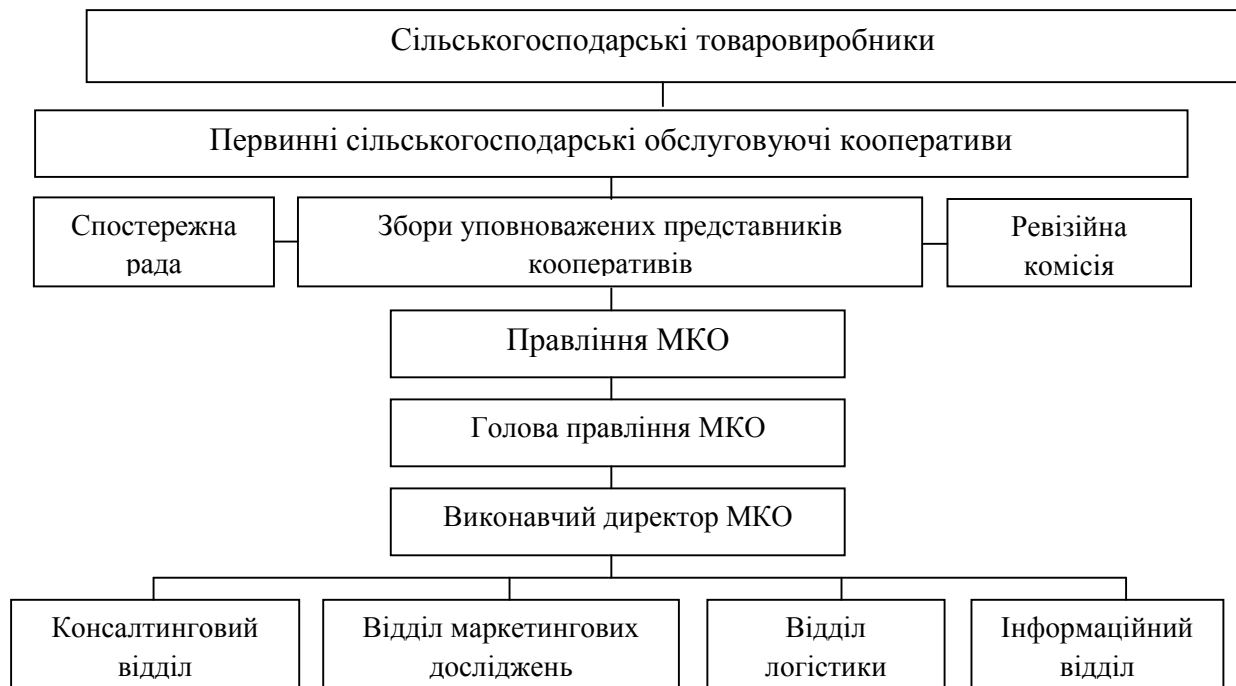 Сільськогосподарські товаровиробники
Первинні сільськогосподарські обслуговуючі кооперативи
Спостережна
рада
Збори уповноважених представників
кооперативів
Ревізійна
комісія
Правління МКО
Голова правління МКО
Виконавчий директор МКО
Консалтинговий
відділ
Відділ маркетингових
досліджень
Відділ
логістики
Інформаційний
відділ